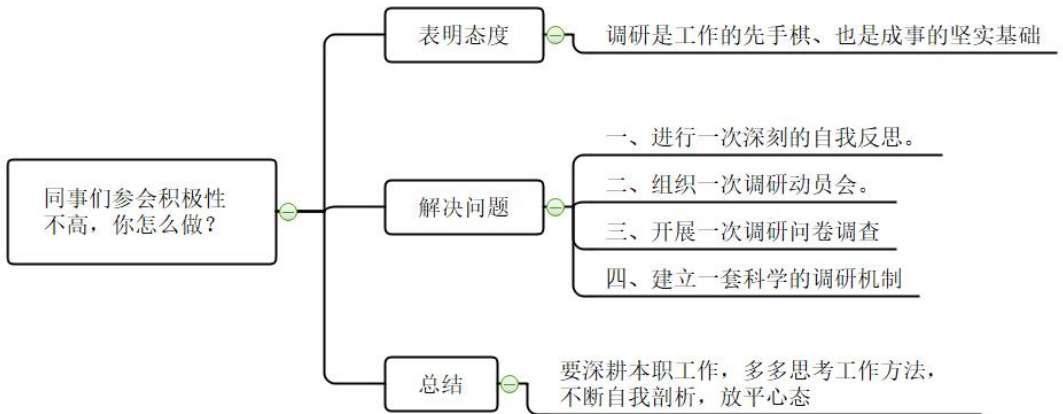 同事们参会积极性
不高，你怎么做？
表明态度
调研是工作的先手棋、也是成事的坚实基础
解决问题
一、进行一次深刻的自我反思。
二、组织一次调研动员会。
三、开展一次调研问卷调查
四、建立一套科学的调研机制
总结
要深耕本职工作，多多思考工作方法，
不断自我剖析，放平心态